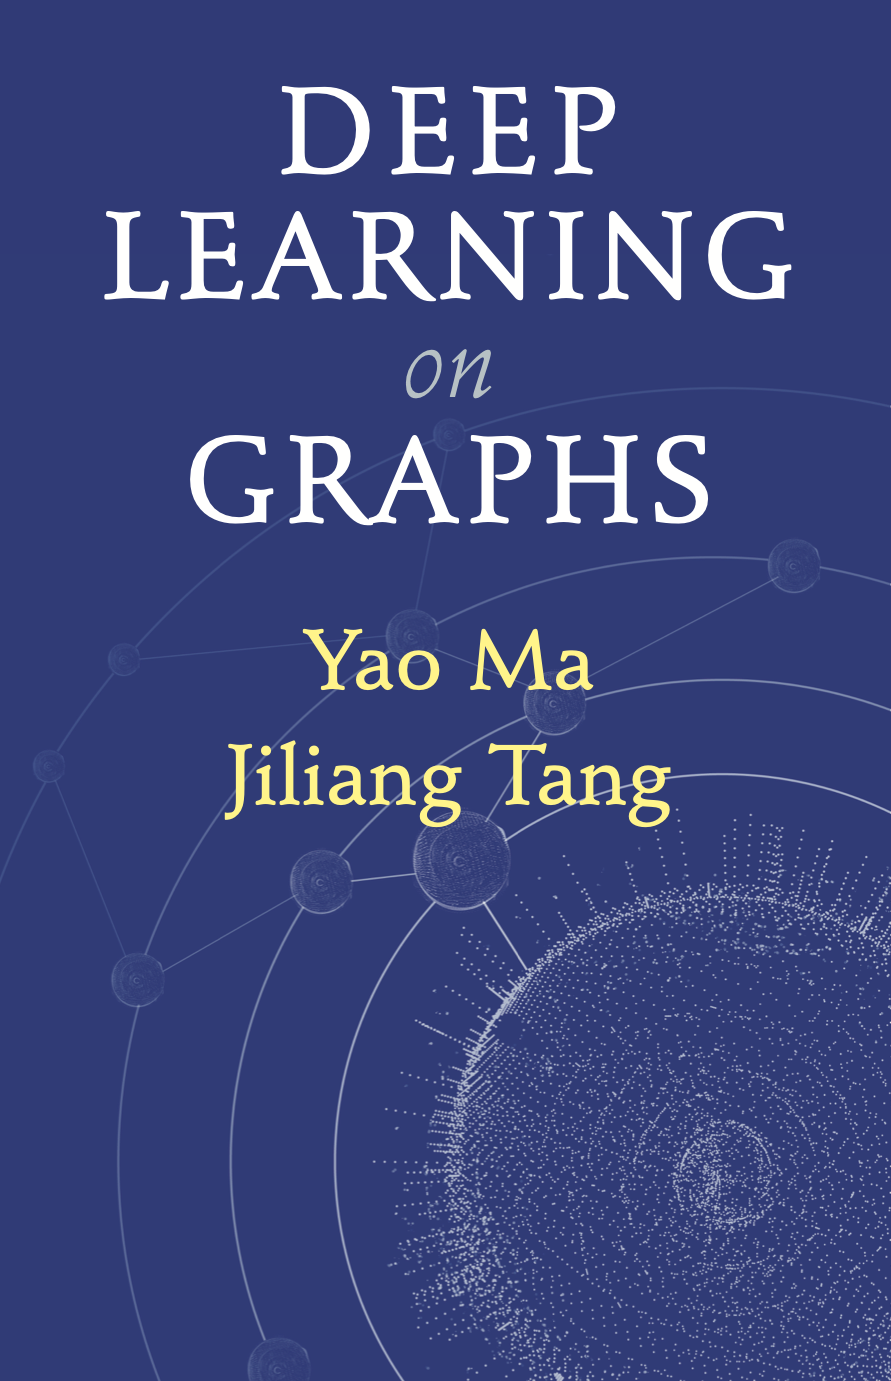 DEEP
LEARNING
on
GRAPHS
Yao Ma
Jiliang Tang